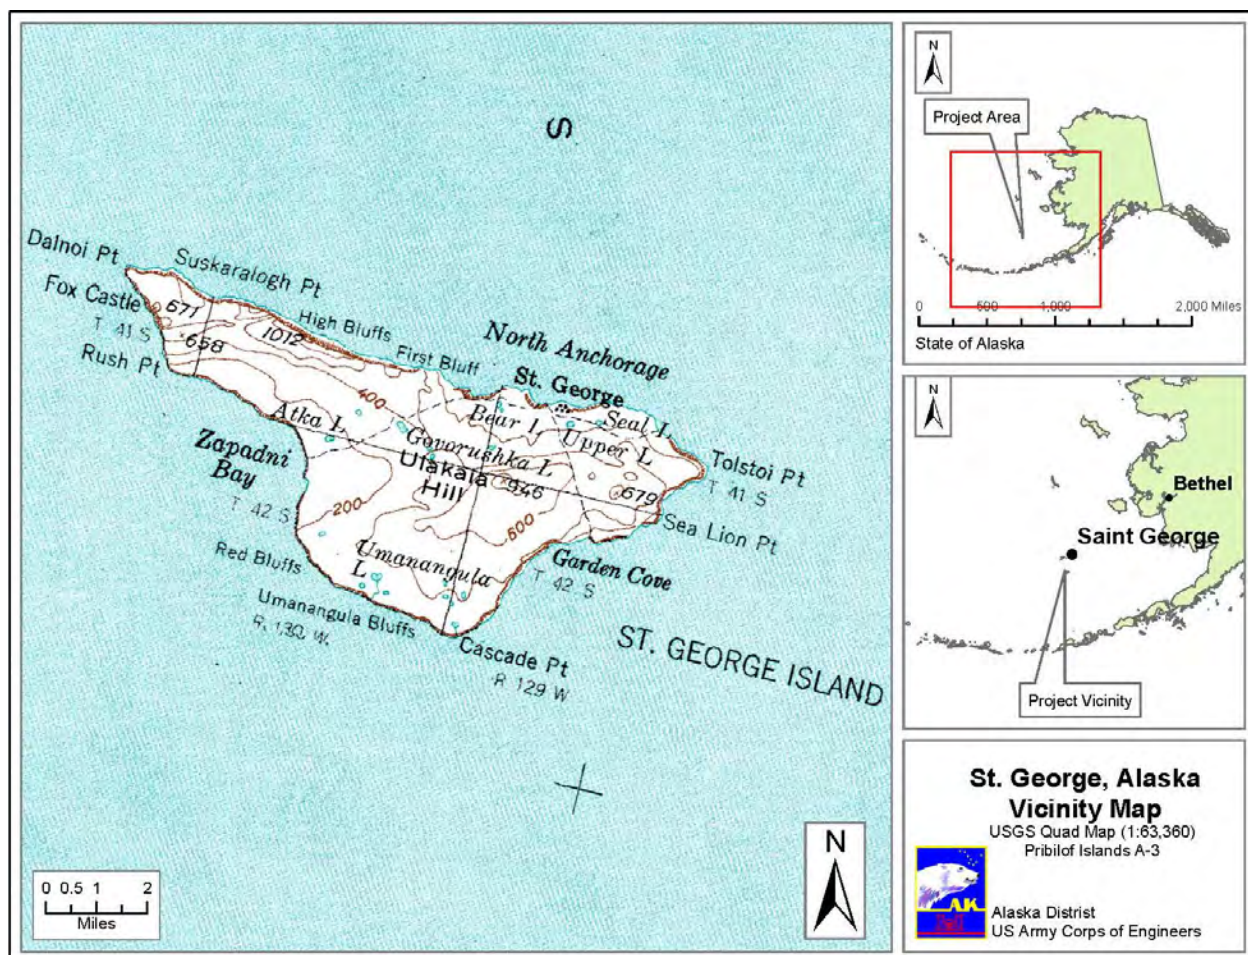 S
Dalnoi Pt
Suskaralogh Pt
Fox Castle
671
T 41 S
658
Rush Pt
High Bluffs
1012
First Bluff
North Anchorage
St. George
400
Atka L
Bear L
Seal L
Upper L
Govorushka L
Zapadni
Bay
Ulakaia
Hill
946
679
Tolstoi Pt
T 41 S
Sea Lion Pt
T 42 S
200
600
Red Bluffs
Umanangula
L
Garden Cove
T 42 S
Umanangula Bluffs
R. 130 W.
Cascade Pt
R 129 W
ST. GEORGE ISLAND
0 0.5 1 2
Miles
N
N
Project Area
0 500 1,000 2,000 Miles
State of Alaska
N
Bethel
Saint George
Project Vicinity
St. George, Alaska
Vicinity Map
USGS Quad Map (1:63,360)
Pribilof Islands A-3
AK
Alaska District
US Army Corps of Engineers